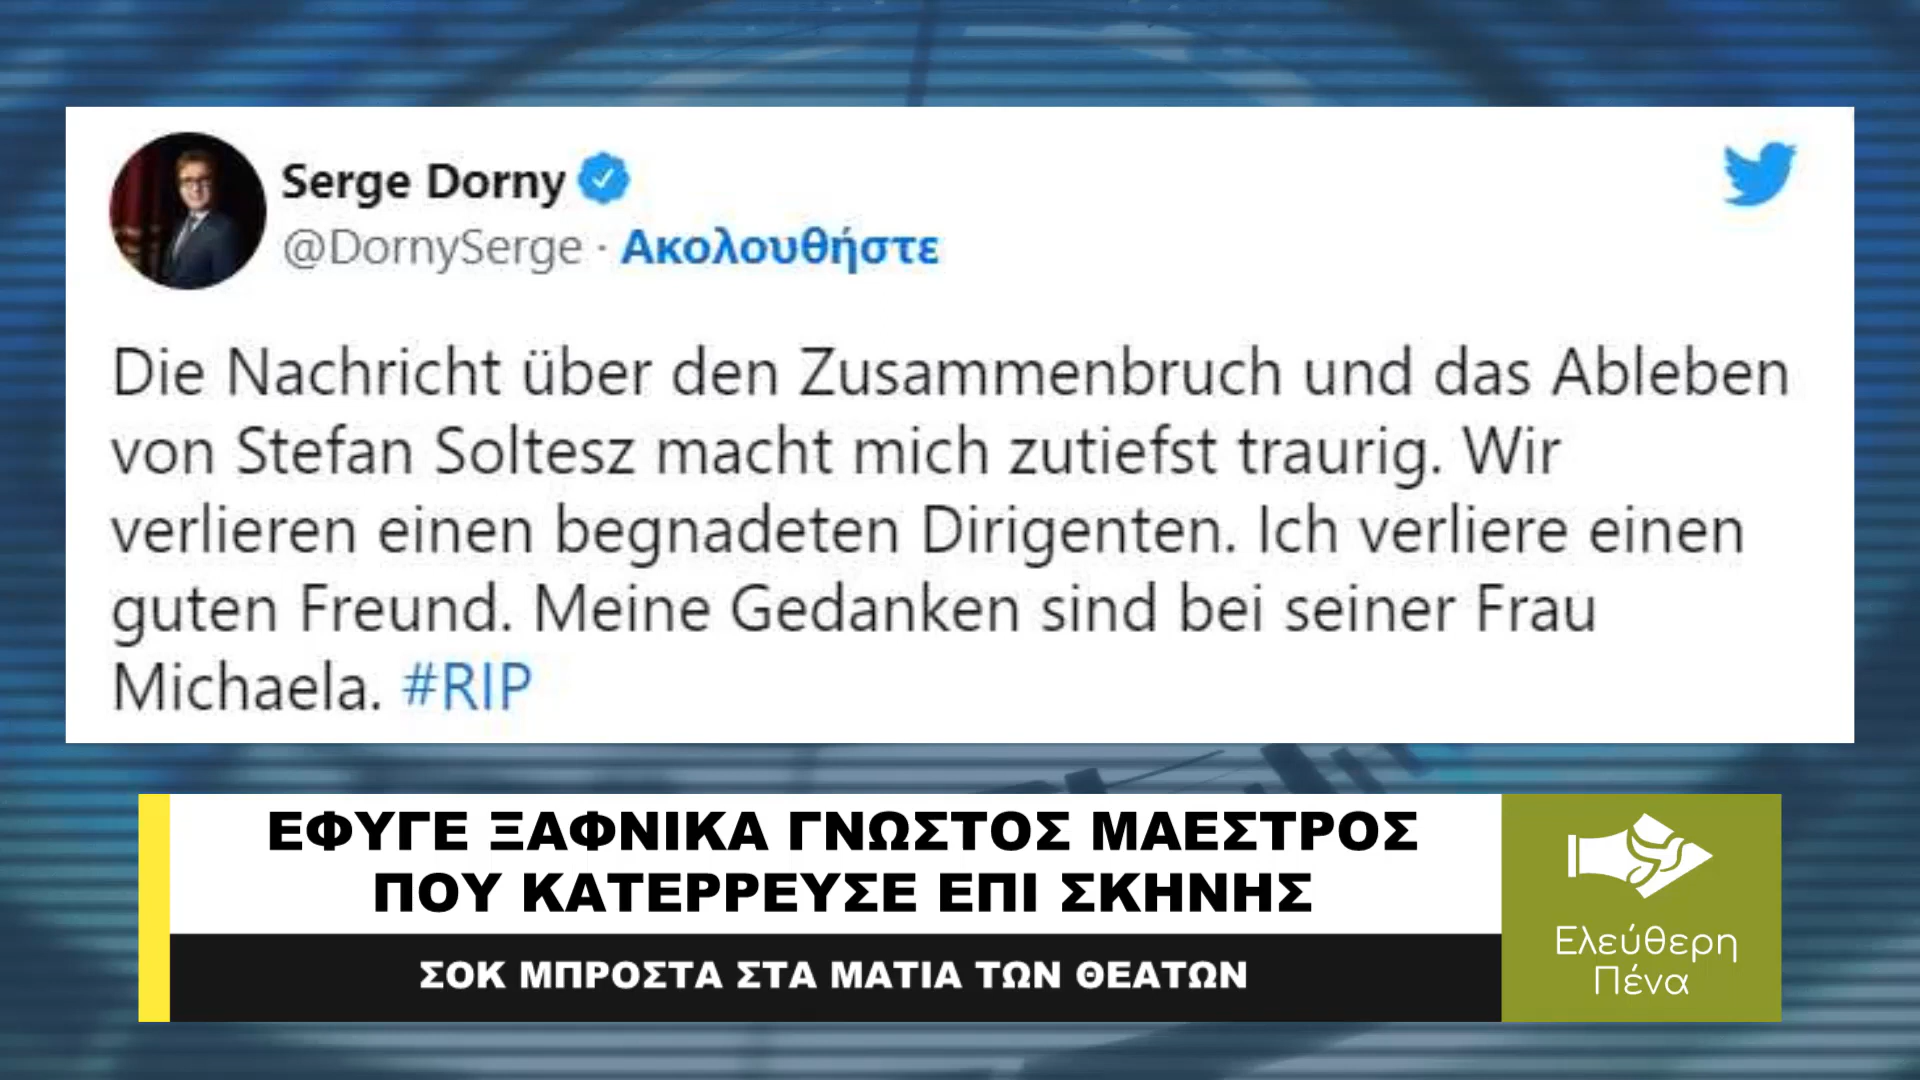 Serge Dorny
@DornySerge · Ακολουθήστε
Die Nachricht über den Zusammenbruch und das Ableben
von Stefan Soltesz macht mich zutiefst traurig. Wir
verlieren einen begnadeten Dirigenten. Ich verliere einen
guten Freund. Meine Gedanken sind bei seiner Frau
Michaela. #RIP
ΕΦΥΓΕ ΞΑΦΝΙΚΑ ΓΝΩΣΤΟΣ ΜΑΕΣΤΡΟΣ
ΠΟΥ ΚΑΤΕΡΡΕΥΣΕ ΕΠΙ ΣΚΗΝΗΣ
ΣΟΚ ΜΠΡΟΣΤΑ ΣΤΑ ΜΑΤΙΑ ΤΩΝ ΘΕΑΤΩΝ
Ελεύθερη
Πένα